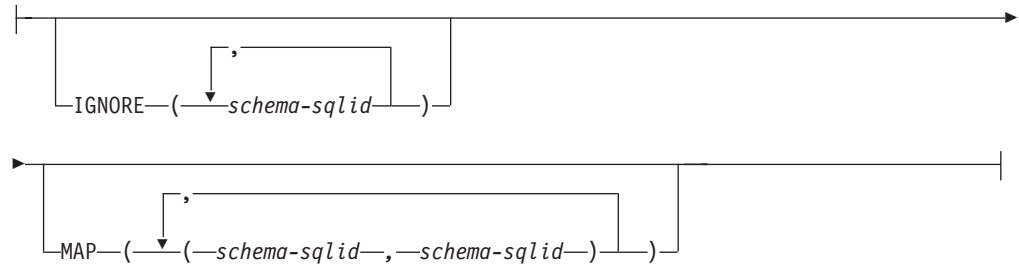 ,
IGNORE ( schema-sqlid )
,
MAP ( ( schema-sqlid , schema-sqlid ) )